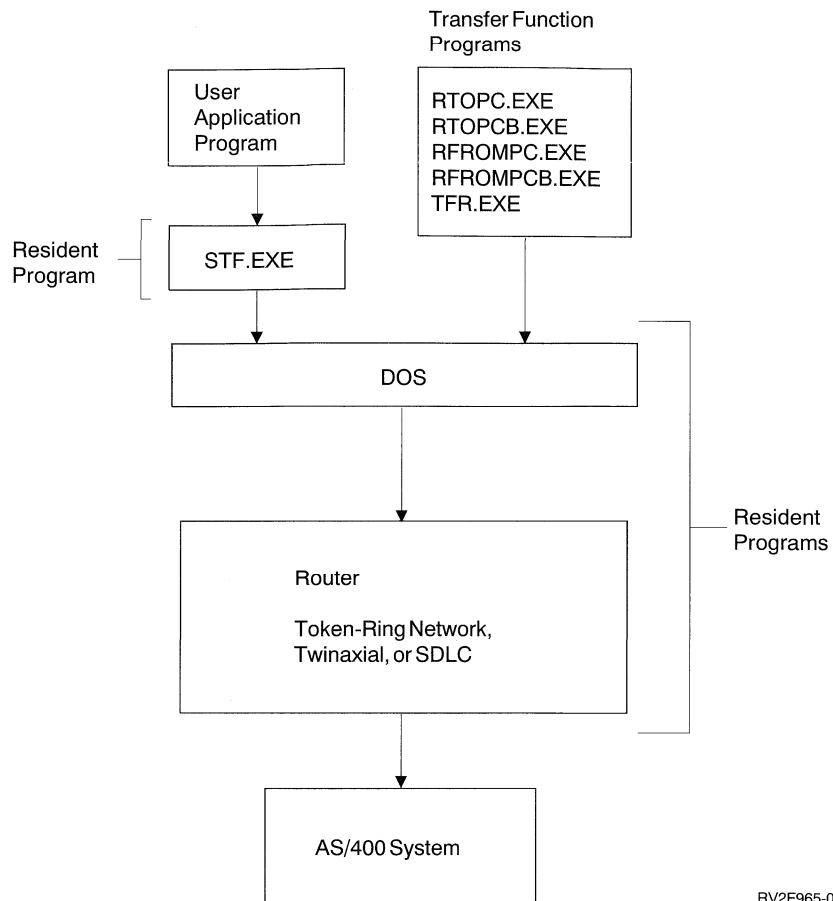 Transfer Function
Programs
User
Application
Program
RTOPC.EXE
RTOPCB.EXE
RFROMPC.EXE
RFROMPCB.EXE
TFR.EXE
Resident
Program
STF.EXE
DOS
Router
Token-Ring Network,
Twinaxial, or SDLC
Resident
Programs
AS/400 System